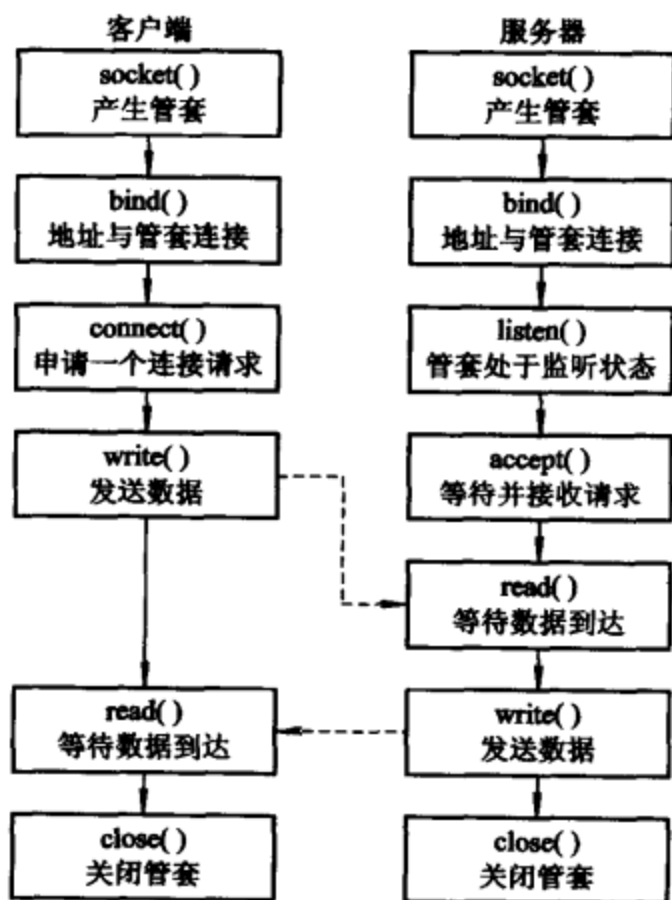 客户端
socket( )
产生管套
bind( )
地址与管套连接
connect( )
申请一个连接请求
write( )
发送数据
read( )
等待数据到达
close( )
关闭管套
服务器
socket( )
产生管套
bind( )
地址与管套连接
listen( )
管套处于监听状态
accept( )
等待并接收请求
read( )
等待数据到达
write( )
发送数据
close( )
关闭管套